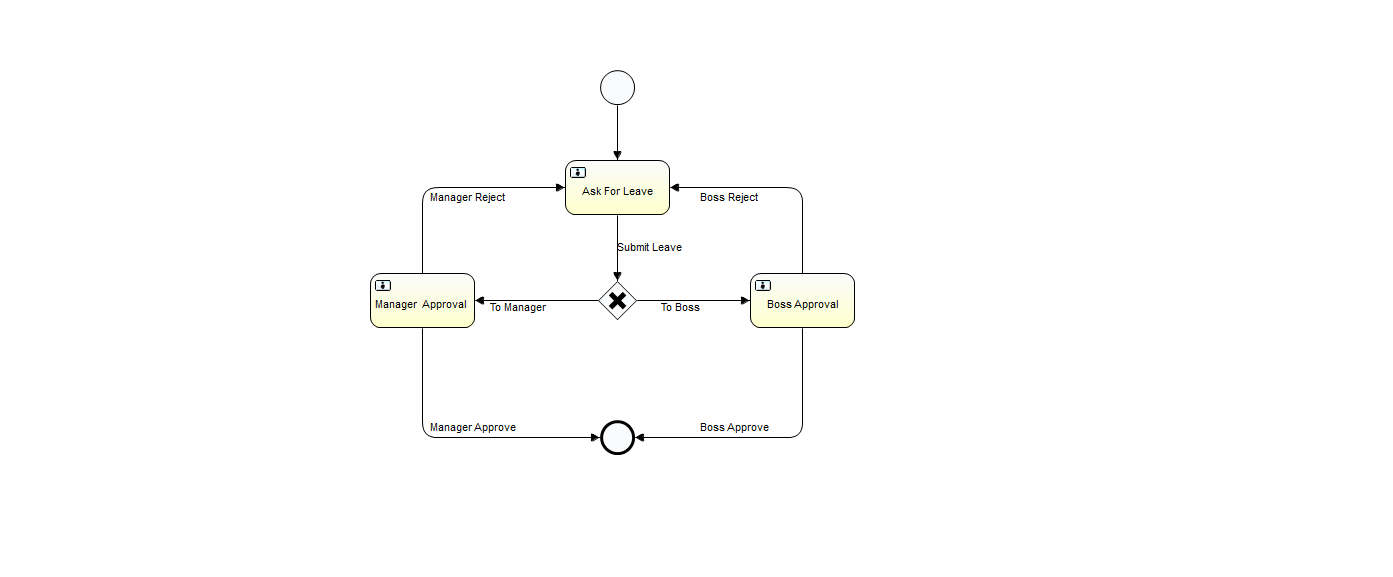 Ask For Leave
Manager Reject
Boss Reject
Submit Leave
Manager Approval
To Manager
To Boss
Boss Approval
Manager Approve
Boss Approve